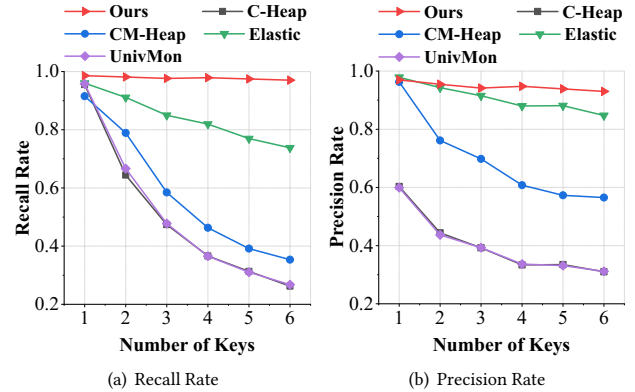 Ours
C-Heap
CM-Heap
Elastic
UnivMon
1.0
0.8
0.6
0.4
0.2
Recall Rate
1 2 3 4 5 6
Number of Keys
(a) Recall Rate
Ours
C-Heap
CM-Heap
Elastic
UnivMon
1.0
0.8
0.6
0.4
0.2
Precision Rate
1 2 3 4 5 6
Number of Keys
(b) Precision Rate